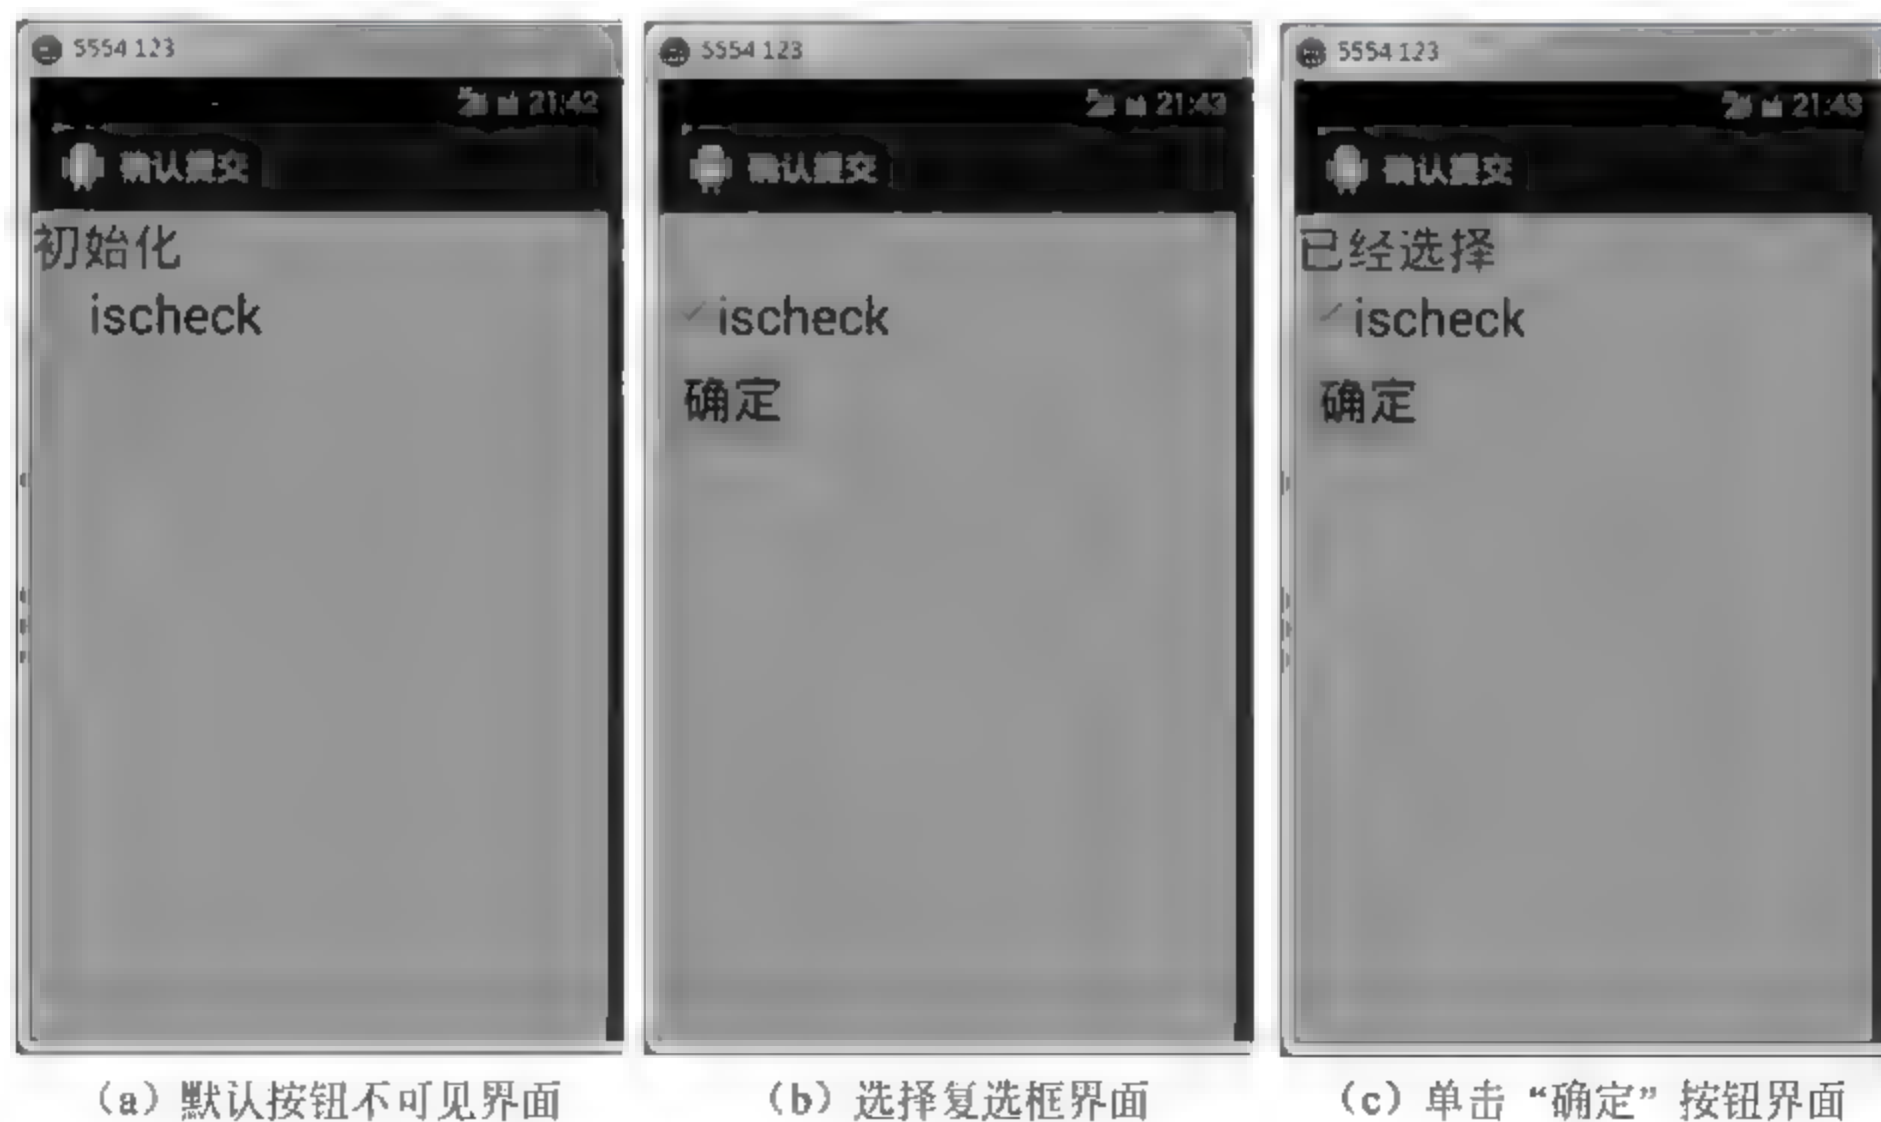 5554 123
21:42
确认提交
初始化
ischeck
(a) 默认按钮不可见界面
5554 123
21:43
确认提交
ischeck
确定
(b) 选择复选框界面
5554 123
21:43
确认提交
已经选择
ischeck
确定
(c) 单击“确定”按钮界面